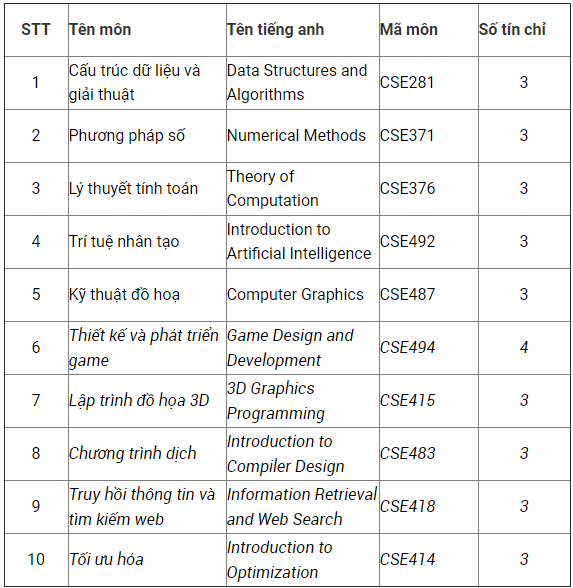 STT Tên môn Tên tiếng anh Mã môn Số tín chỉ
1 Cấu trúc dữ liệu và giải thuật Data Structures and Algorithms CSE281 3
2 Phương pháp số Numerical Methods CSE371 3
3 Lý thuyết tính toán Theory of Computation CSE376 3
4 Trí tuệ nhân tạo Introduction to Artificial Intelligence CSE492 3
5 Kỹ thuật đồ hoạ Computer Graphics CSE487 3
6 Thiết kế và phát triển game Game Design and Development CSE494 4
7 Lập trình đồ họa 3D 3D Graphics Programming CSE415 3
8 Chương trình dịch Introduction to Compiler Design CSE483 3
9 Truy hồi thông tin và tìm kiếm web Information Retrieval and Web Search CSE418 3
10 Tối ưu hóa Introduction to Optimization CSE414 3